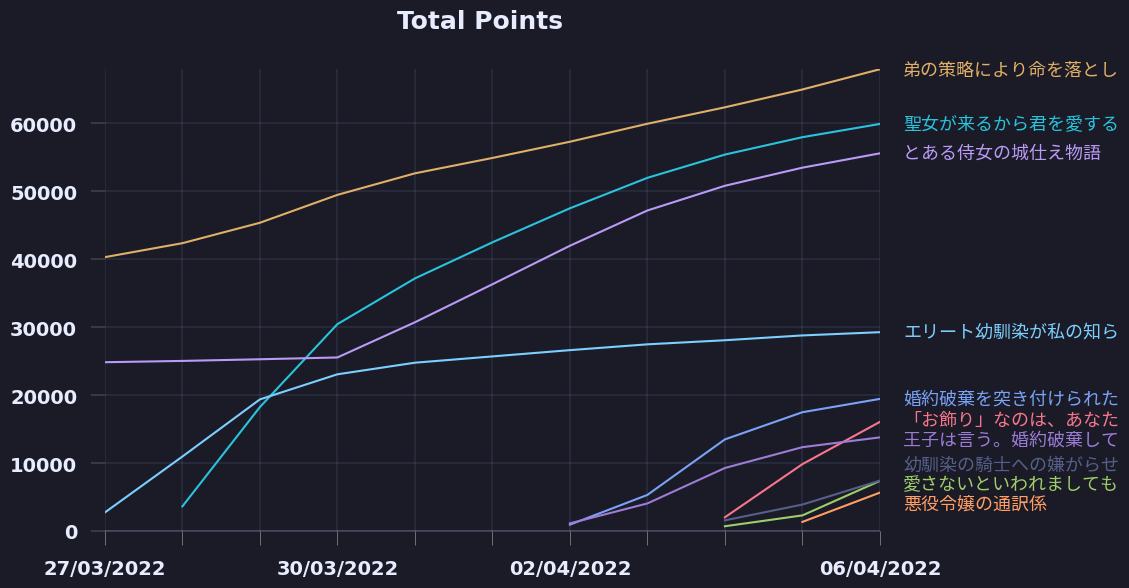 Total Points
弟の策略により命を落とし
60000
聖女が来るから君を愛する
とある侍女の城仕え物語
50000
40000
30000
エリート幼馴染が私の知ら
20000
婚約破棄を突き付けられた
「お飾り」なのは、あなた
王子は言う。婚約破棄して
10000
幼馴染の騎士への嫌がらせ
愛さないといわれましても
悪役令嬢の通訳係
0
27/03/2022
30/03/2022
02/04/2022
06/04/2022